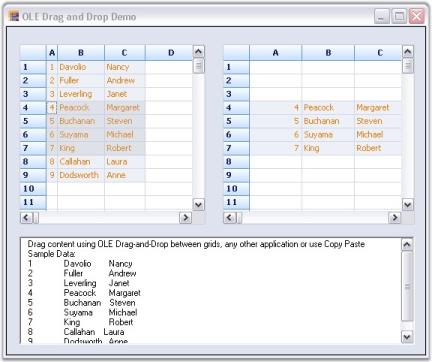 OLE Drag and Drop Demo
A B C D
1 1 Davolio Nancy
2 2 Fuller Andrew
3 3 Leverling Janet
4 4 Peacock Margaret
5 5 Buchanan Steven
6 6 Suyama Michael
7 7 King Robert
8 8 Callahan Laura
9 9 Dodsworth Anne
10
11
A B C
1
2
3
4 4 Peacock Margaret
5 5 Buchanan Steven
6 6 Suyama Michael
7 7 King Robert
8
9
10
11
Drag content using OLE Drag-and-Drop between grids, any other application or use Copy Paste
Sample Data:
1 Davolio Nancy
2 Fuller Andrew
3 Leverling Janet
4 Peacock Margaret
5 Buchanan Steven
6 Suyama Michael
7 King Robert
8 Callahan Laura
9 Dodsworth Anne